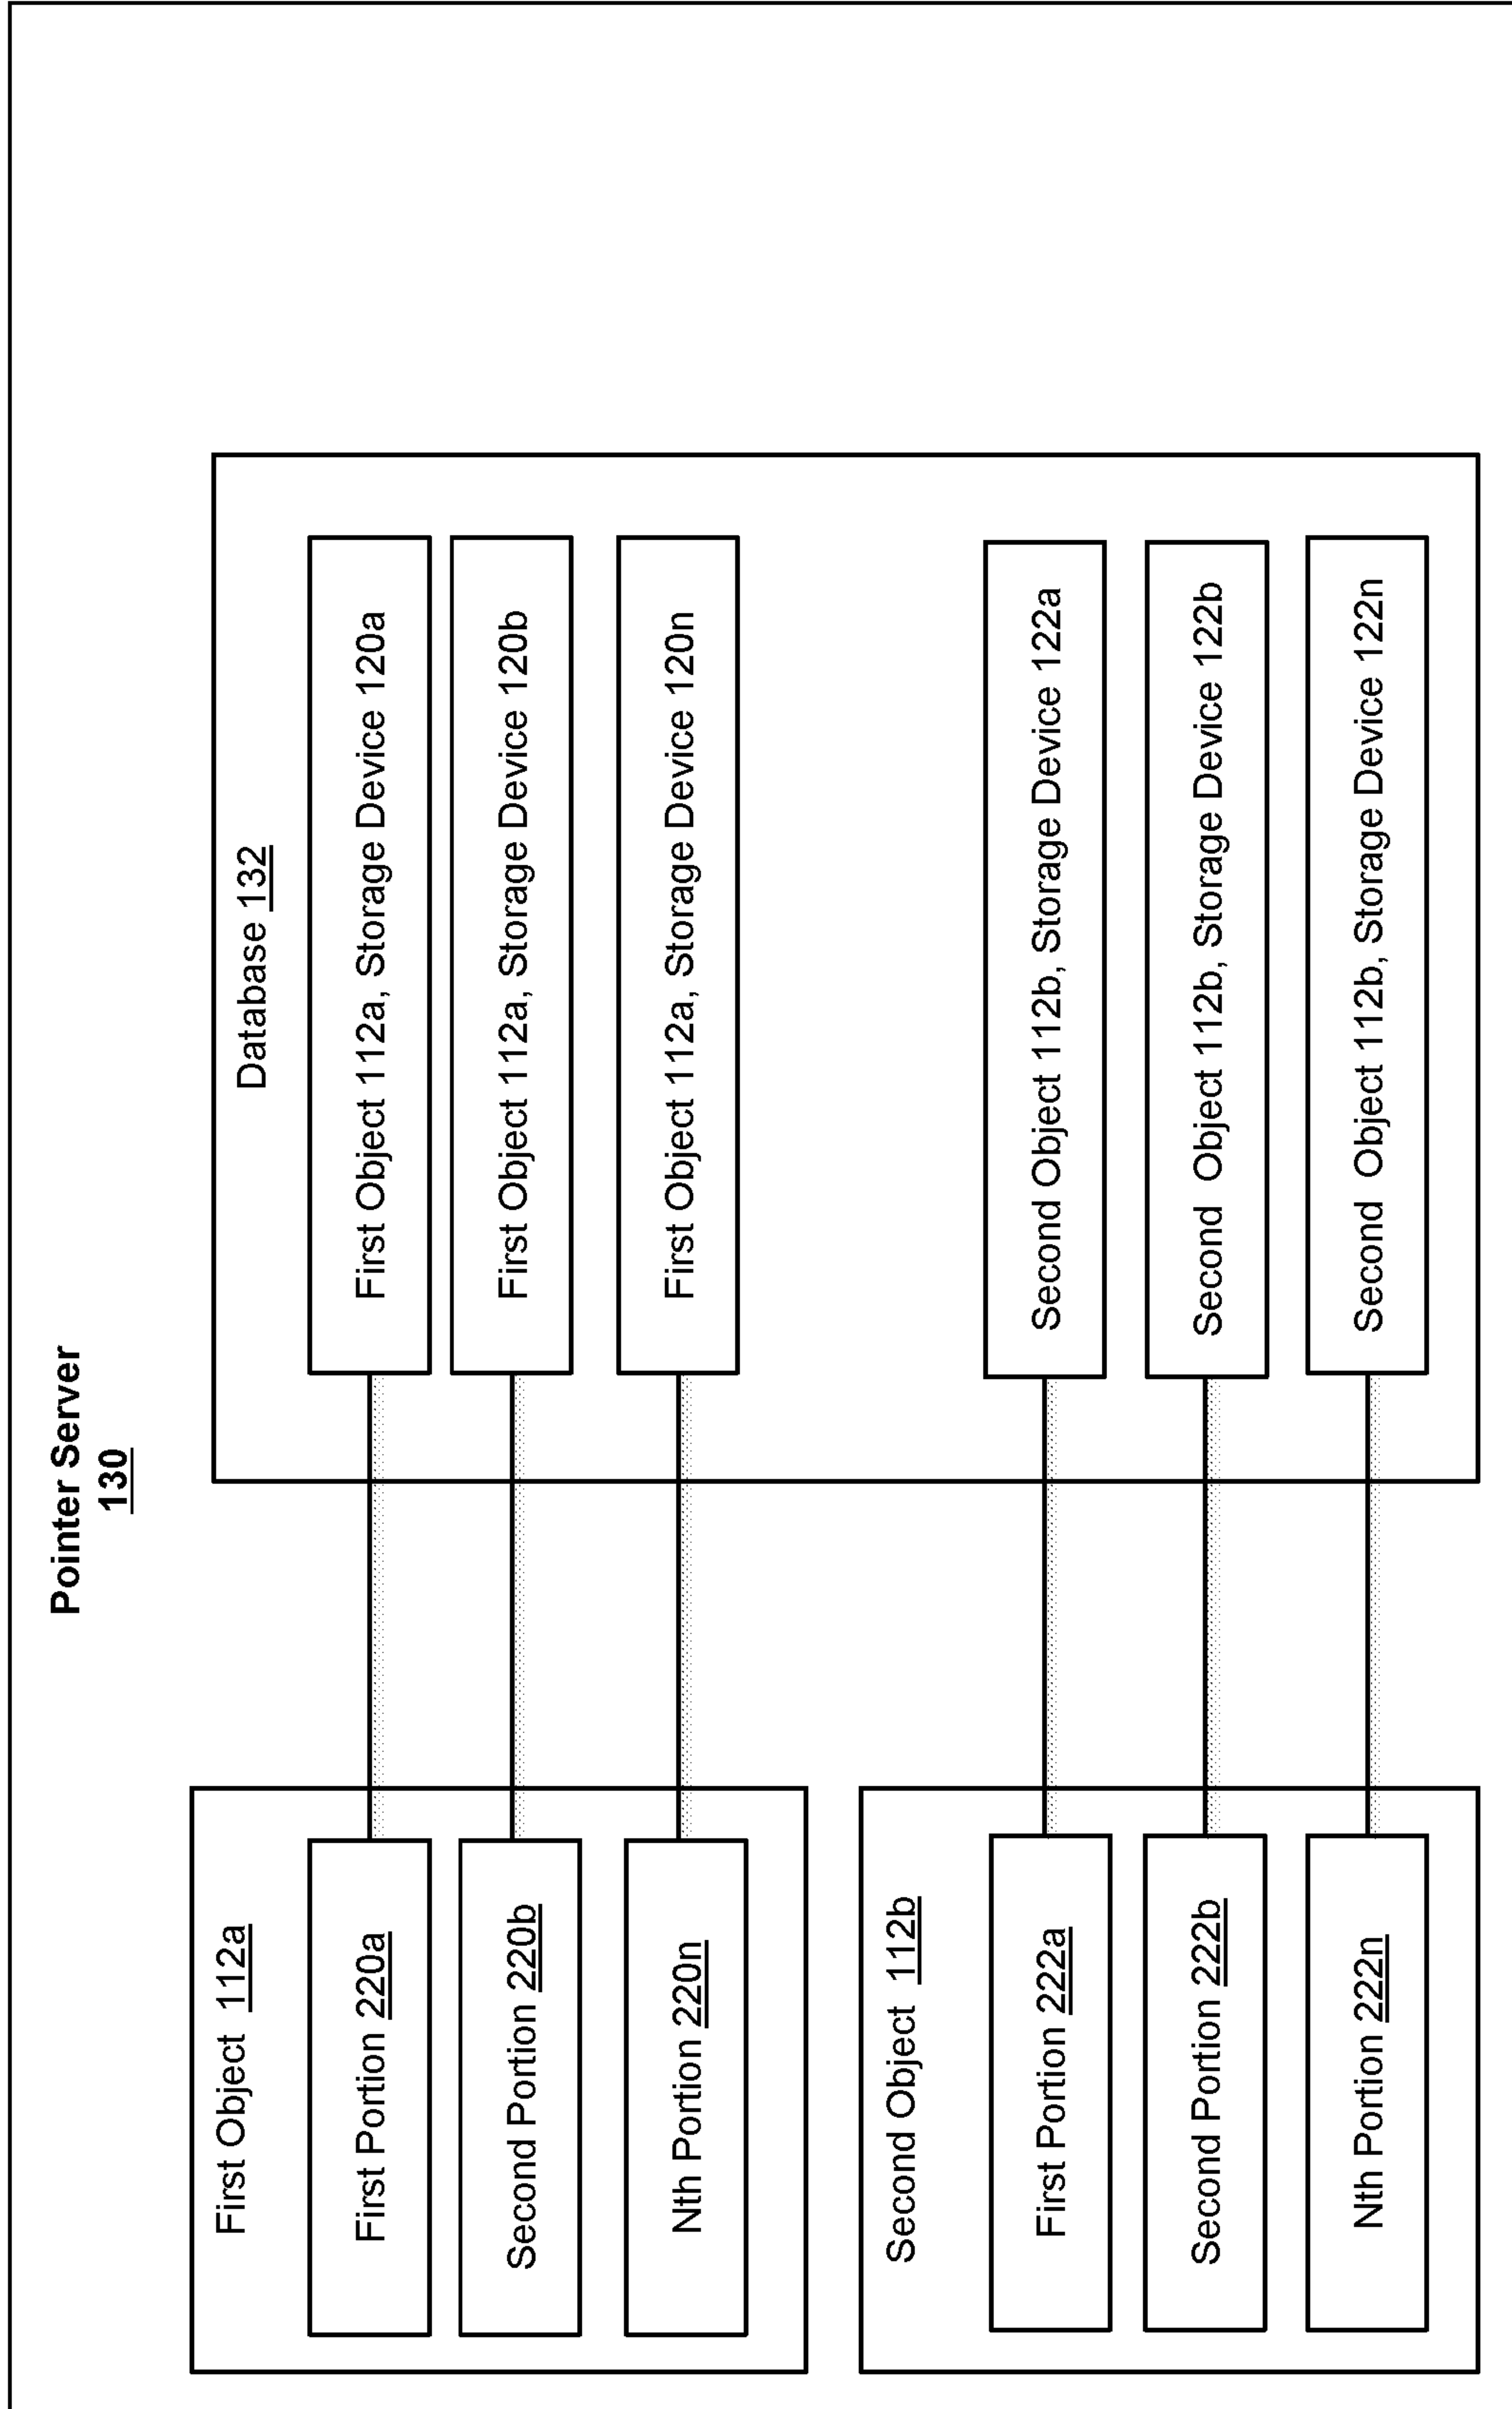 Pointer Server
130
First Object 112a
First Portion 220a
Second Portion 220b
Nth Portion 220n
Second Object 112b
First Portion 222a
Second Portion 222b
Nth Portion 222n
Database 132
First Object 112a, Storage Device 120a
First Object 112a, Storage Device 120b
First Object 112a, Storage Device 120n
Second Object 112b, Storage Device 122a
Second Object 112b, Storage Device 122b
Second Object 112b, Storage Device 122n